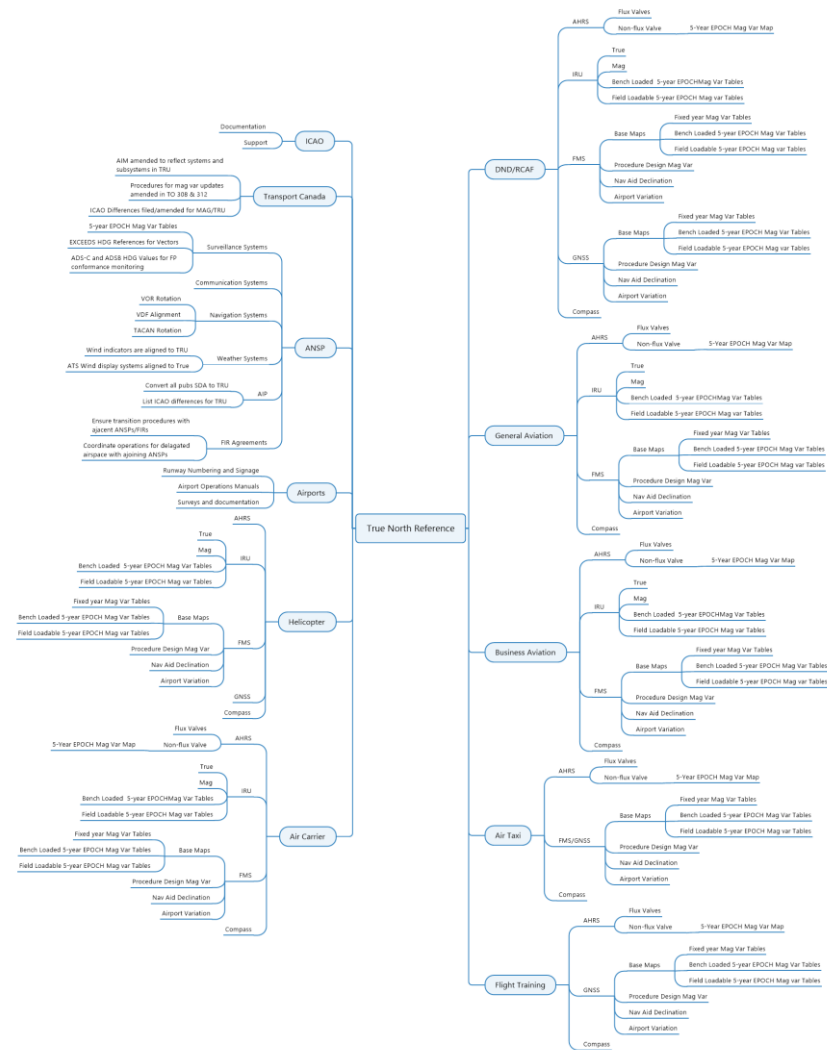 True North Reference
ICAO
Documentation
Support
Transport Canada
AIM amended to reflect systems and
subsystems in TRU
Procedures for mag var updates
amended in TO 308 & 312
ICAO Differences filed/amended for MAG/TRU
ANSP
Surveillance Systems
5-year EPOCH Mag Var Tables
EXCEEDS HDG References for Vectors
ADS-C and ADSB HDG Values for FP
conformance monitoring
Communication Systems
Navigation Systems
VOR Rotation
VDF Alignment
TACAN Rotation
Weather Systems
Wind indicators are aligned to TRU
ATS Wind display systems aligned to True
AIP
Convert all pubs SDA to TRU
List ICAO differences for TRU
FIR Agreements
Ensure transition procedures with
ajacent ANSPs/FIRs
Coordinate operations for delagated
airspace with ajoining ANSPs
Airports
Runway Numbering and Signage
Airport Operations Manuals
Surveys and documentation
Helicopter
AHRS
IRU
True
Mag
Bench Loaded 5-year EPOCH Mag Var Tables
Field Loadable 5-year EPOCH Mag var Tables
FMS
Base Maps
Fixed year Mag Var Tables
Bench Loaded 5-year EPOCH Mag Var Tables
Field Loadable 5-year EPOCH Mag var Tables
Procedure Design Mag Var
Nav Aid Declination
Airport Variation
GNSS
Compass
Air Carrier
AHRS
Flux Valves
Non-flux Valve
5-Year EPOCH Mag Var Map
IRU
True
Mag
Bench Loaded 5-year EPOCHMag Var Tables
Field Loadable 5-year EPOCH Mag var Tables
FMS
Base Maps
Fixed year Mag Var Tables
Bench Loaded 5-year EPOCH Mag Var Tables
Field Loadable 5-year EPOCH Mag var Tables
Procedure Design Mag Var
Nav Aid Declination
Airport Variation
Compass
DND/RCAF
AHRS
Flux Valves
Non-flux Valve
5-Year EPOCH Mag Var Map
IRU
True
Mag
Bench Loaded 5-year EPOCHMag Var Tables
Field Loadable 5-year EPOCH Mag var Tables
FMS
Base Maps
Fixed year Mag Var Tables
Bench Loaded 5-year EPOCH Mag Var Tables
Field Loadable 5-year EPOCH Mag var Tables
Procedure Design Mag Var
Nav Aid Declination
Airport Variation
GNSS
Base Maps
Fixed year Mag Var Tables
Bench Loaded 5-year EPOCH Mag Var Tables
Field Loadable 5-year EPOCH Mag var Tables
Procedure Design Mag Var
Nav Aid Declination
Airport Variation
Compass
General Aviation
AHRS
Flux Valves
Non-flux Valve
5-Year EPOCH Mag Var Map
IRU
True
Mag
Bench Loaded 5-year EPOCHMag Var Tables
Field Loadable 5-year EPOCH Mag var Tables
FMS
Base Maps
Fixed year Mag Var Tables
Bench Loaded 5-year EPOCH Mag Var Tables
Field Loadable 5-year EPOCH Mag var Tables
Procedure Design Mag Var
Nav Aid Declination
Airport Variation
Compass
Business Aviation
AHRS
Flux Valves
Non-flux Valve
5-Year EPOCH Mag Var Map
IRU
True
Mag
Bench Loaded 5-year EPOCHMag Var Tables
Field Loadable 5-year EPOCH Mag var Tables
FMS
Base Maps
Fixed year Mag Var Tables
Bench Loaded 5-year EPOCH Mag Var Tables
Field Loadable 5-year EPOCH Mag var Tables
Procedure Design Mag Var
Nav Aid Declination
Airport Variation
Compass
Air Taxi
AHRS
Flux Valves
Non-flux Valve
5-Year EPOCH Mag Var Map
FMS/GNSS
Base Maps
Fixed year Mag Var Tables
Bench Loaded 5-year EPOCH Mag Var Tables
Field Loadable 5-year EPOCH Mag var Tables
Procedure Design Mag Var
Nav Aid Declination
Airport Variation
Compass
Flight Training
AHRS
Flux Valves
Non-flux Valve
5-Year EPOCH Mag Var Map
GNSS
Base Maps
Fixed year Mag Var Tables
Bench Loaded 5-year EPOCH Mag Var Tables
Field Loadable 5-year EPOCH Mag var Tables
Procedure Design Mag Var
Nav Aid Declination
Airport Variation
Compass